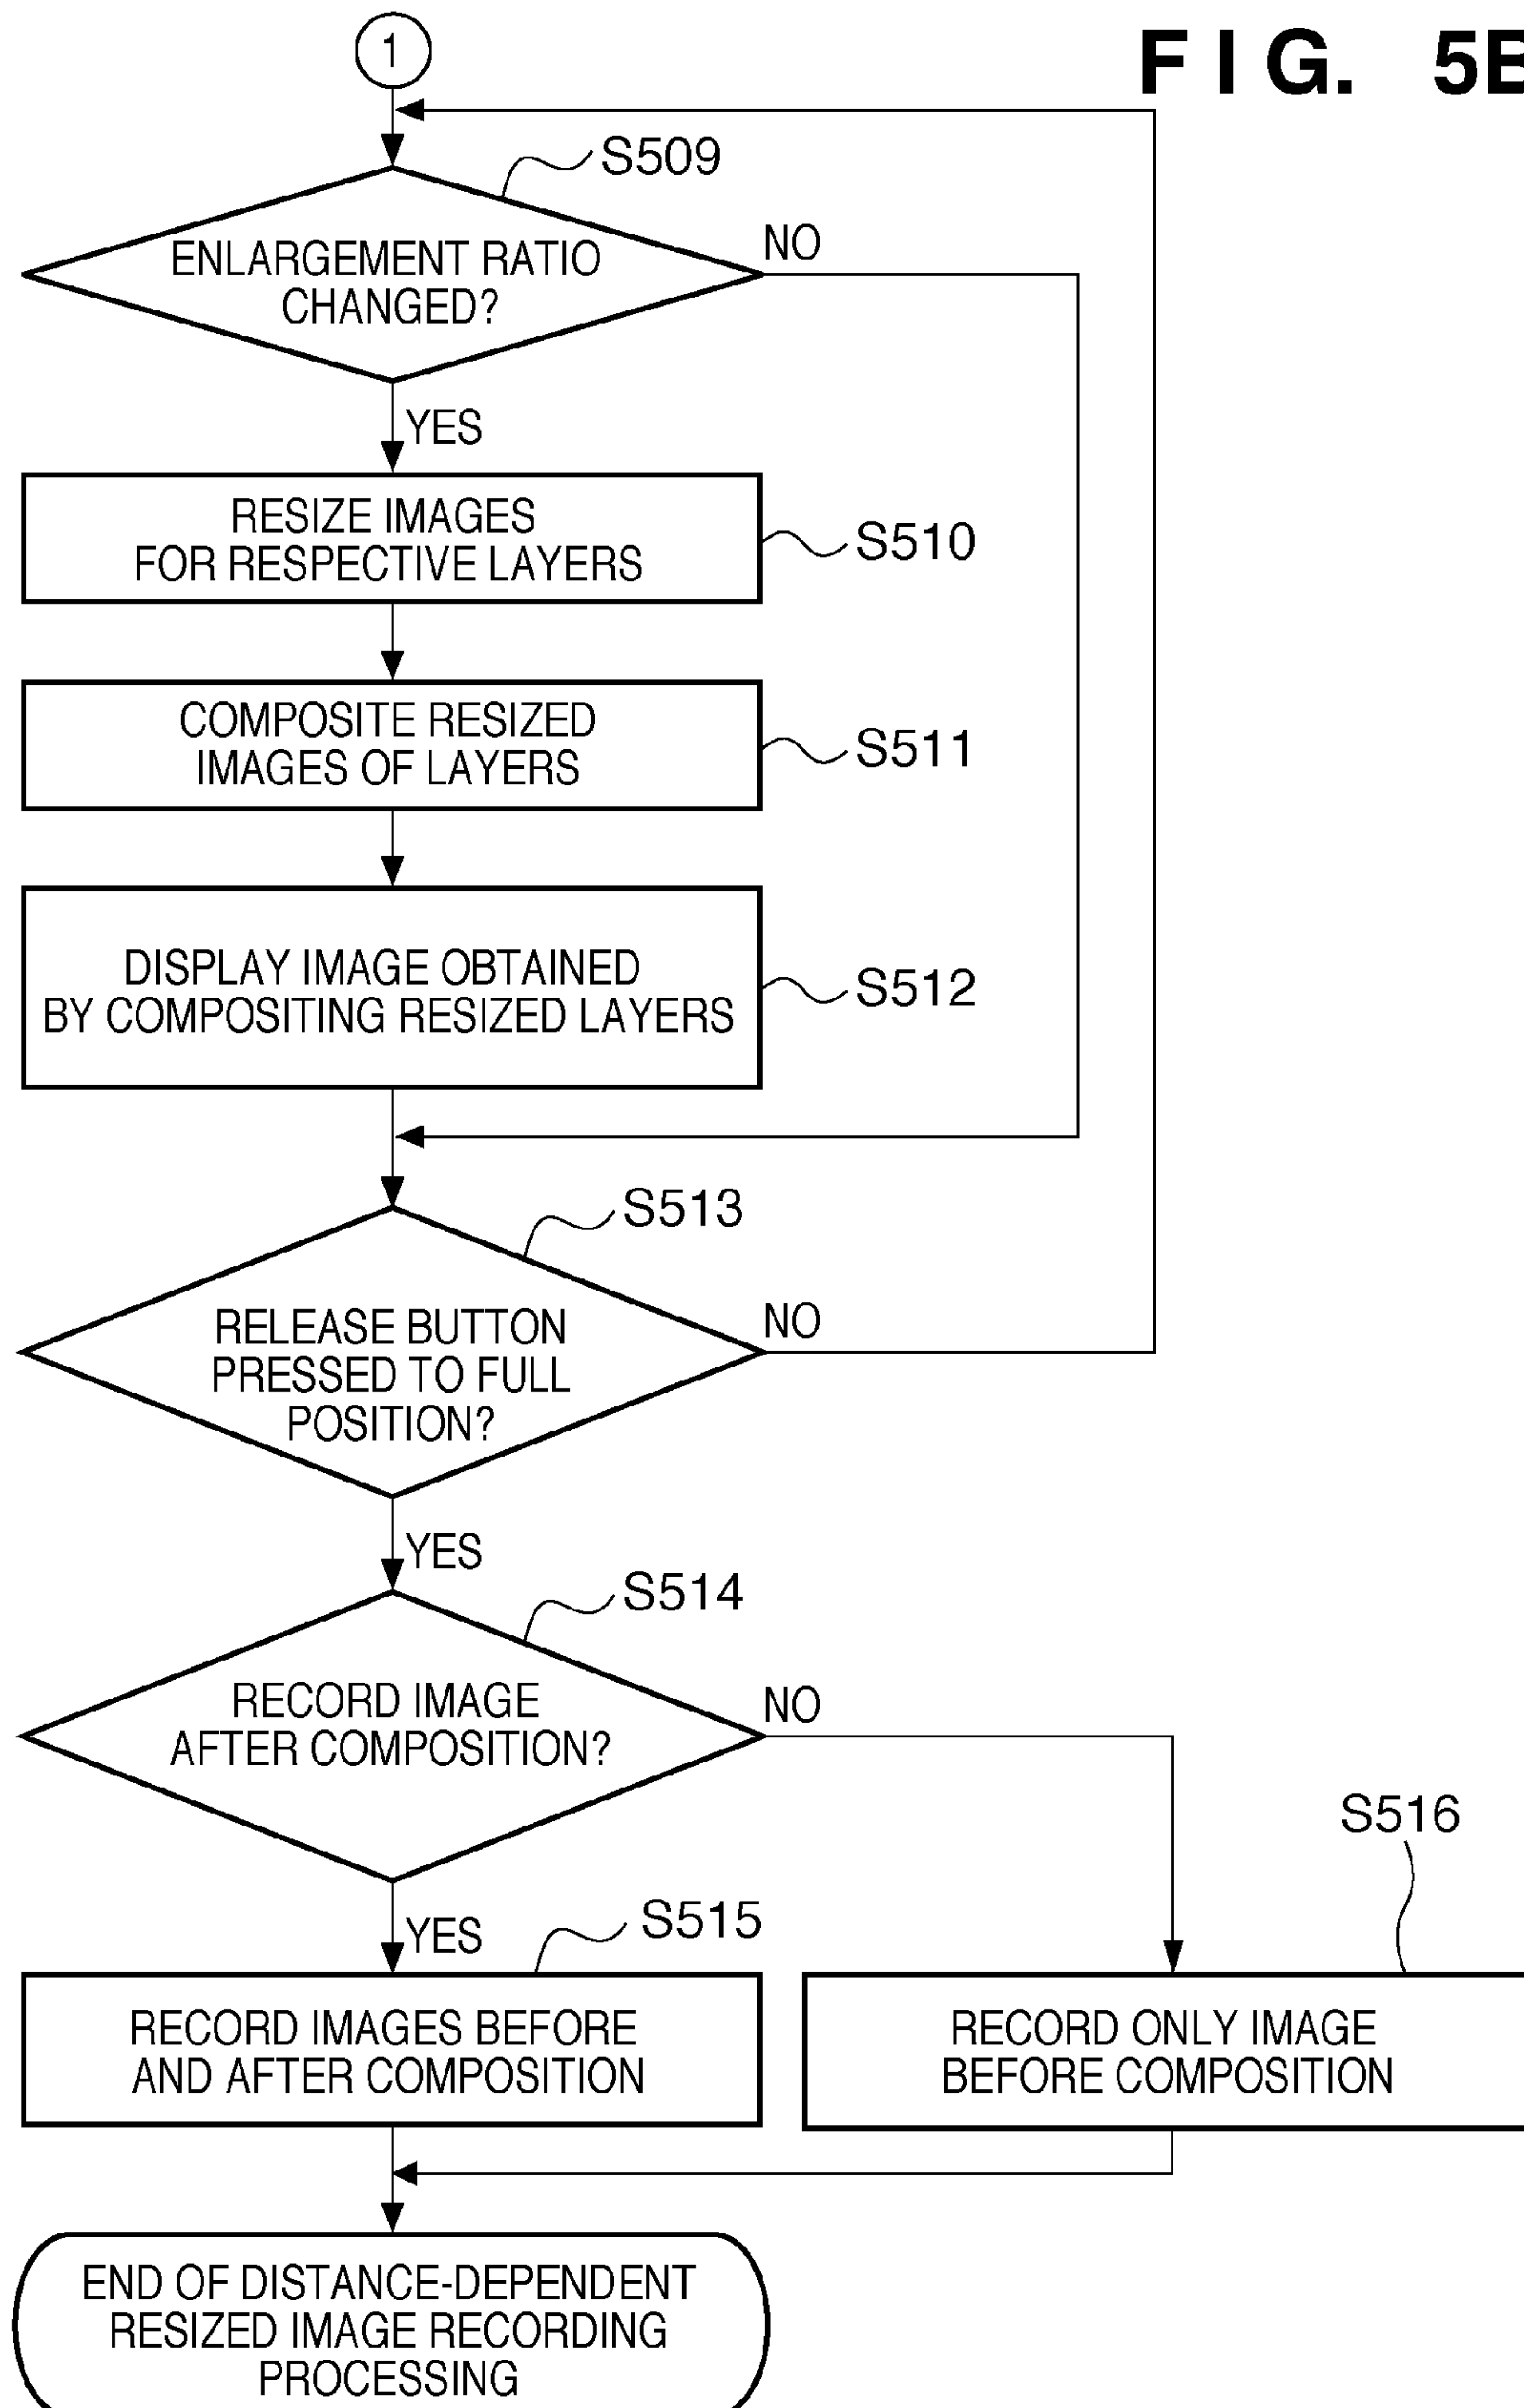 1
FIG. 5B
S509
ENLARGEMENT RATIO
CHANGED?
NO
YES
RESIZE IMAGES
FOR RESPECTIVE LAYERS
S510
COMPOSITE RESIZED
IMAGES OF LAYERS
S511
DISPLAY IMAGE OBTAINED
BY COMPOSITING RESIZED LAYERS
S512
S513
RELEASE BUTTON
PRESSED TO FULL
POSITION?
NO
YES
S514
RECORD IMAGE
AFTER COMPOSITION?
NO
S516
YES
S515
RECORD IMAGES BEFORE
AND AFTER COMPOSITION
RECORD ONLY IMAGE
BEFORE COMPOSITION
END OF DISTANCE-DEPENDENT
RESIZED IMAGE RECORDING
PROCESSING